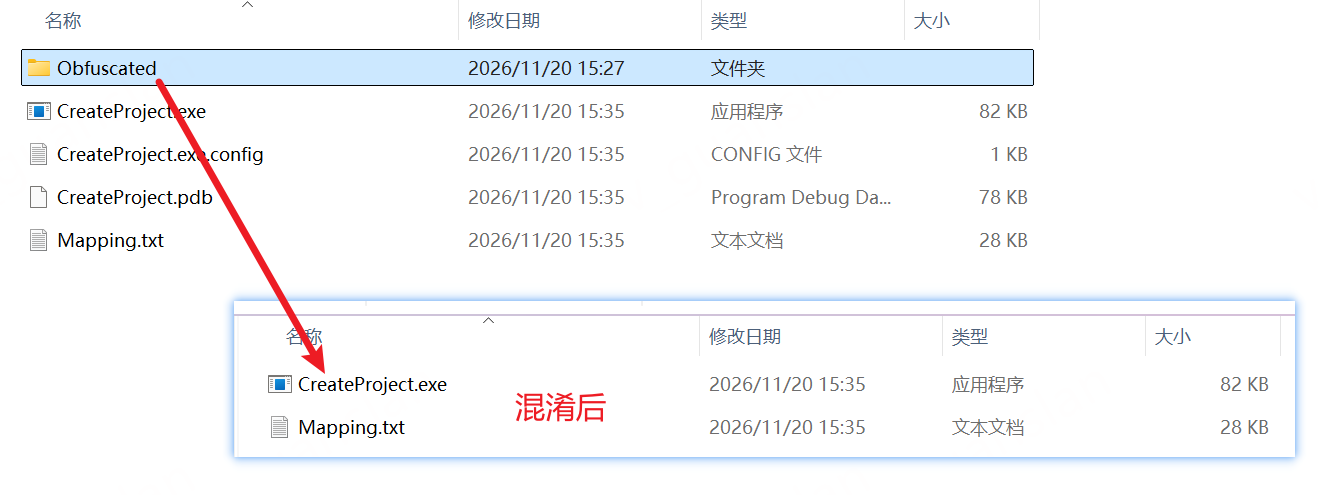 名称 修改日期 类型 大小
Obfuscated 2026/11/20 15:27 文件夹
CreateProject.exe 2026/11/20 15:35 应用程序 82 KB
CreateProject.exe.config 2026/11/20 15:35 CONFIG 文件 1 KB
CreateProject.pdb 2026/11/20 15:35 Program Debug Da... 78 KB
Mapping.txt 2026/11/20 15:35 文本文档 28 KB
名称 修改日期 类型 大小
CreateProject.exe 2026/11/20 15:35 应用程序 82 KB
混淆后
Mapping.txt 2026/11/20 15:35 文本文档 28 KB